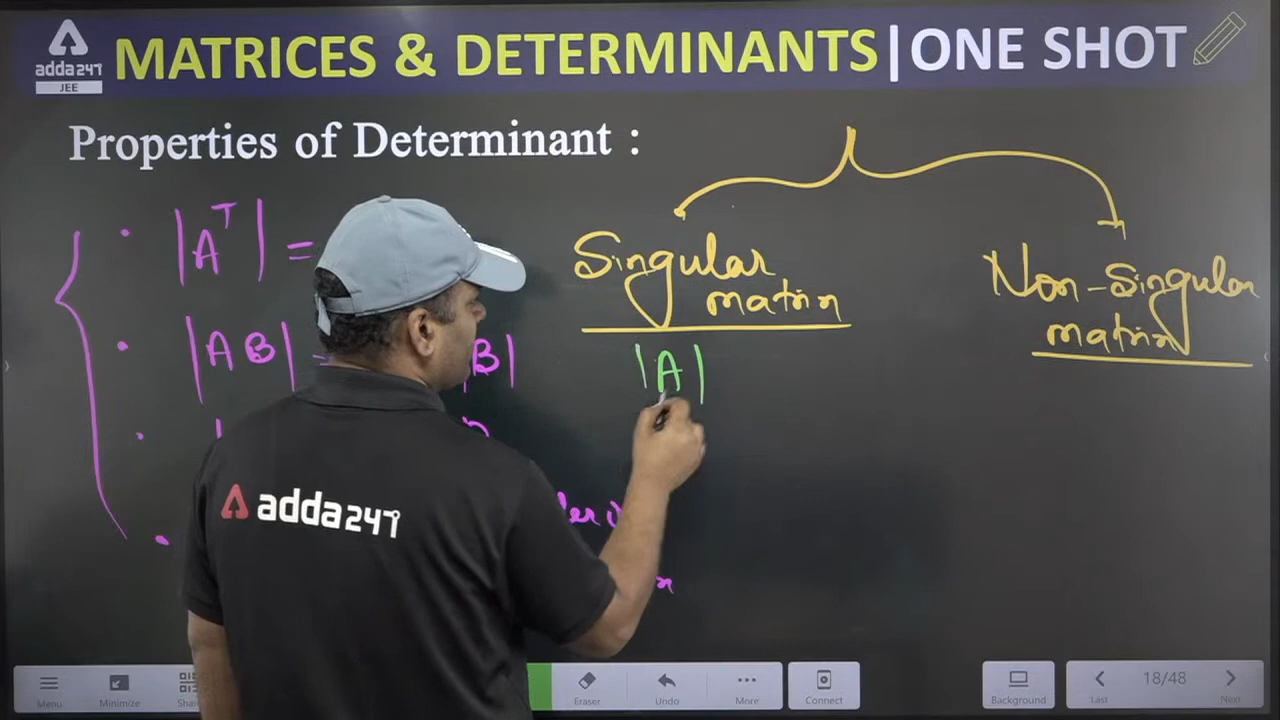 adda247
JEE
MATRICES & DETERMINANTS | ONE SHOT
Properties of Determinant :
|Aᵀ| =
|AB| =
B|
n
Singular
matrix
|A|
Non-Singular
matrix
adda247
Menu
Minimize
Eraser
Undo
More
Connect
Background
Last
18/48
Next